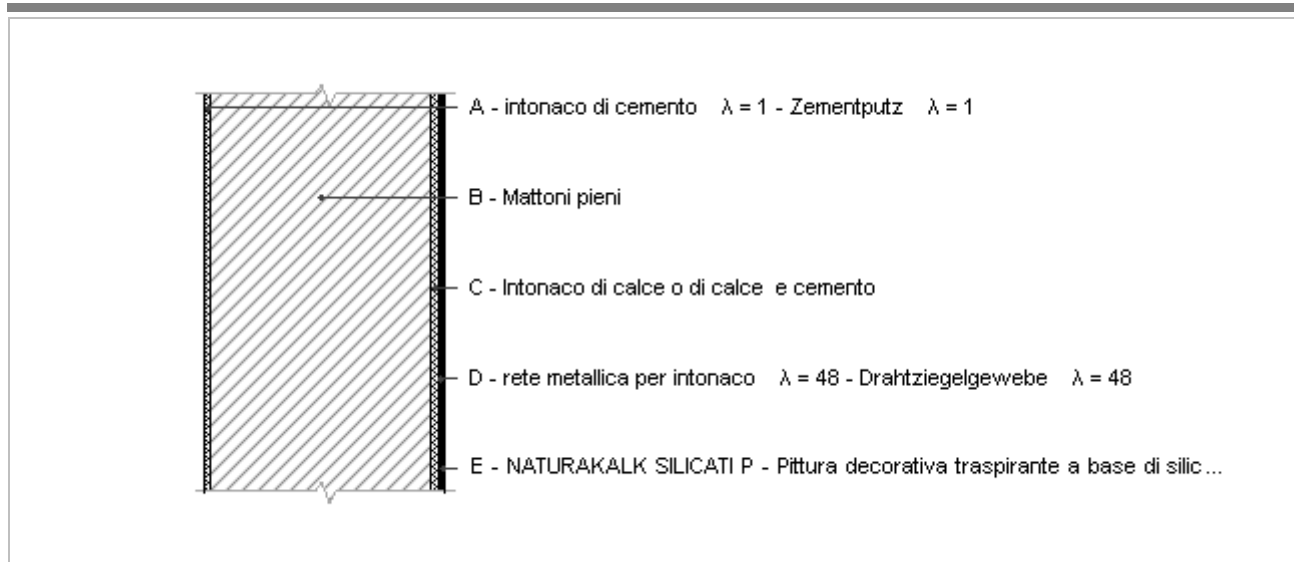 A - intonaco di cemento λ = 1 - Zementputz λ = 1
B - Mattoni pieni
C - Intonaco di calce o di calce e cemento
D - rete metallica per intonaco λ = 48 - Drahtziegelgewebe λ = 48
E - NATURAKALK SILICATI P - Pittura decorativa traspirante a base di silic...